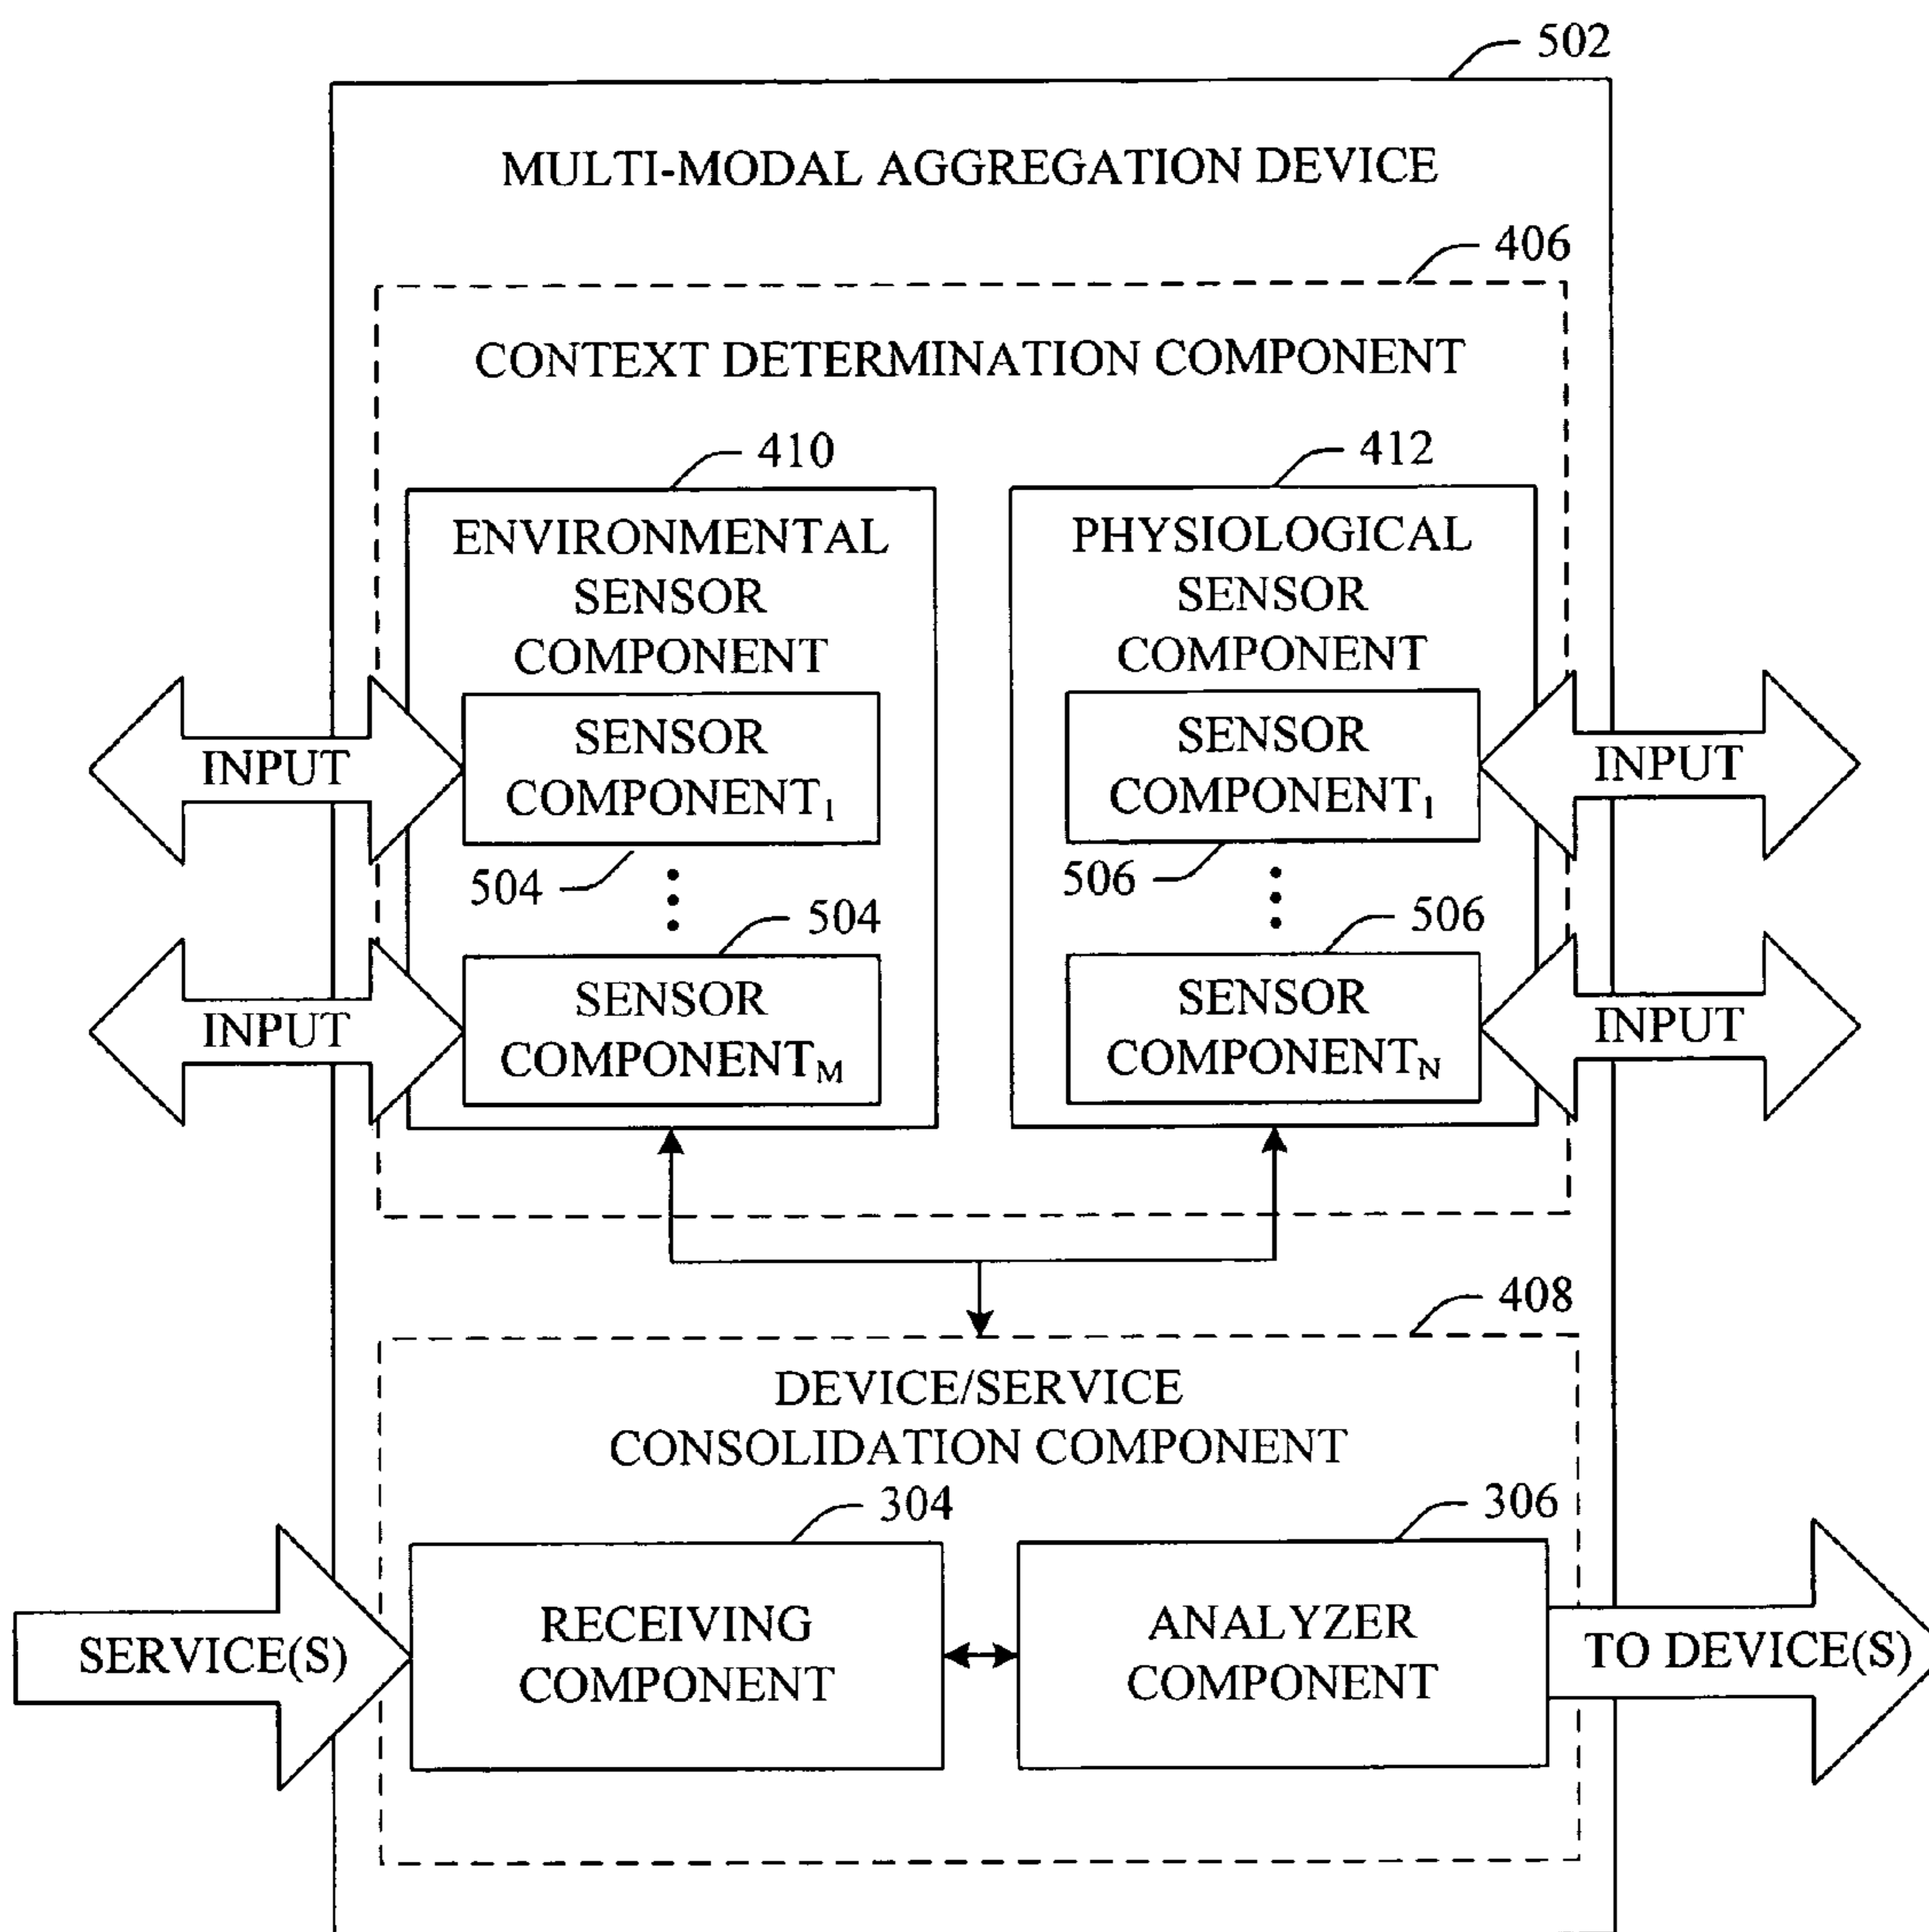 502
MULTI-MODAL AGGREGATION DEVICE
406
CONTEXT DETERMINATION COMPONENT
410
412
ENVIRONMENTAL
SENSOR
COMPONENT
PHYSIOLOGICAL
SENSOR
COMPONENT
INPUT
SENSOR
COMPONENT₁
SENSOR
COMPONENT₁
INPUT
504
506
504
506
INPUT
SENSOR
COMPONENTM
SENSOR
COMPONENTN
INPUT
408
DEVICE/SERVICE
CONSOLIDATION COMPONENT
304
306
SERVICE(S)
RECEIVING
COMPONENT
ANALYZER
COMPONENT
TO DEVICE(S)